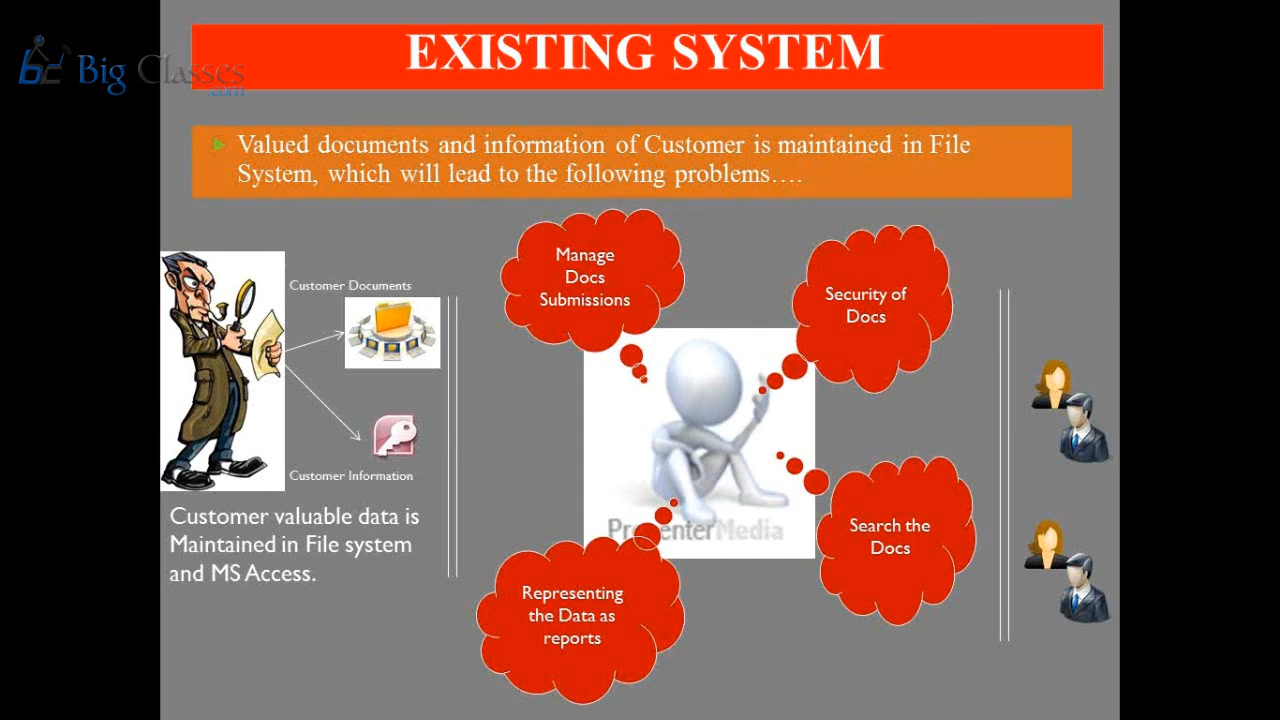 Big Classes
.com
EXISTING SYSTEM
Valued documents and information of Customer is maintained in File
System, which will lead to the following problems....
Customer Documents
Customer Information
Customer valuable data is
Maintained in File system
and MS Access.
Manage
Docs
Submissions
Security of
Docs
PresenterMedia
Search the
Docs
Representing
the Data as
reports